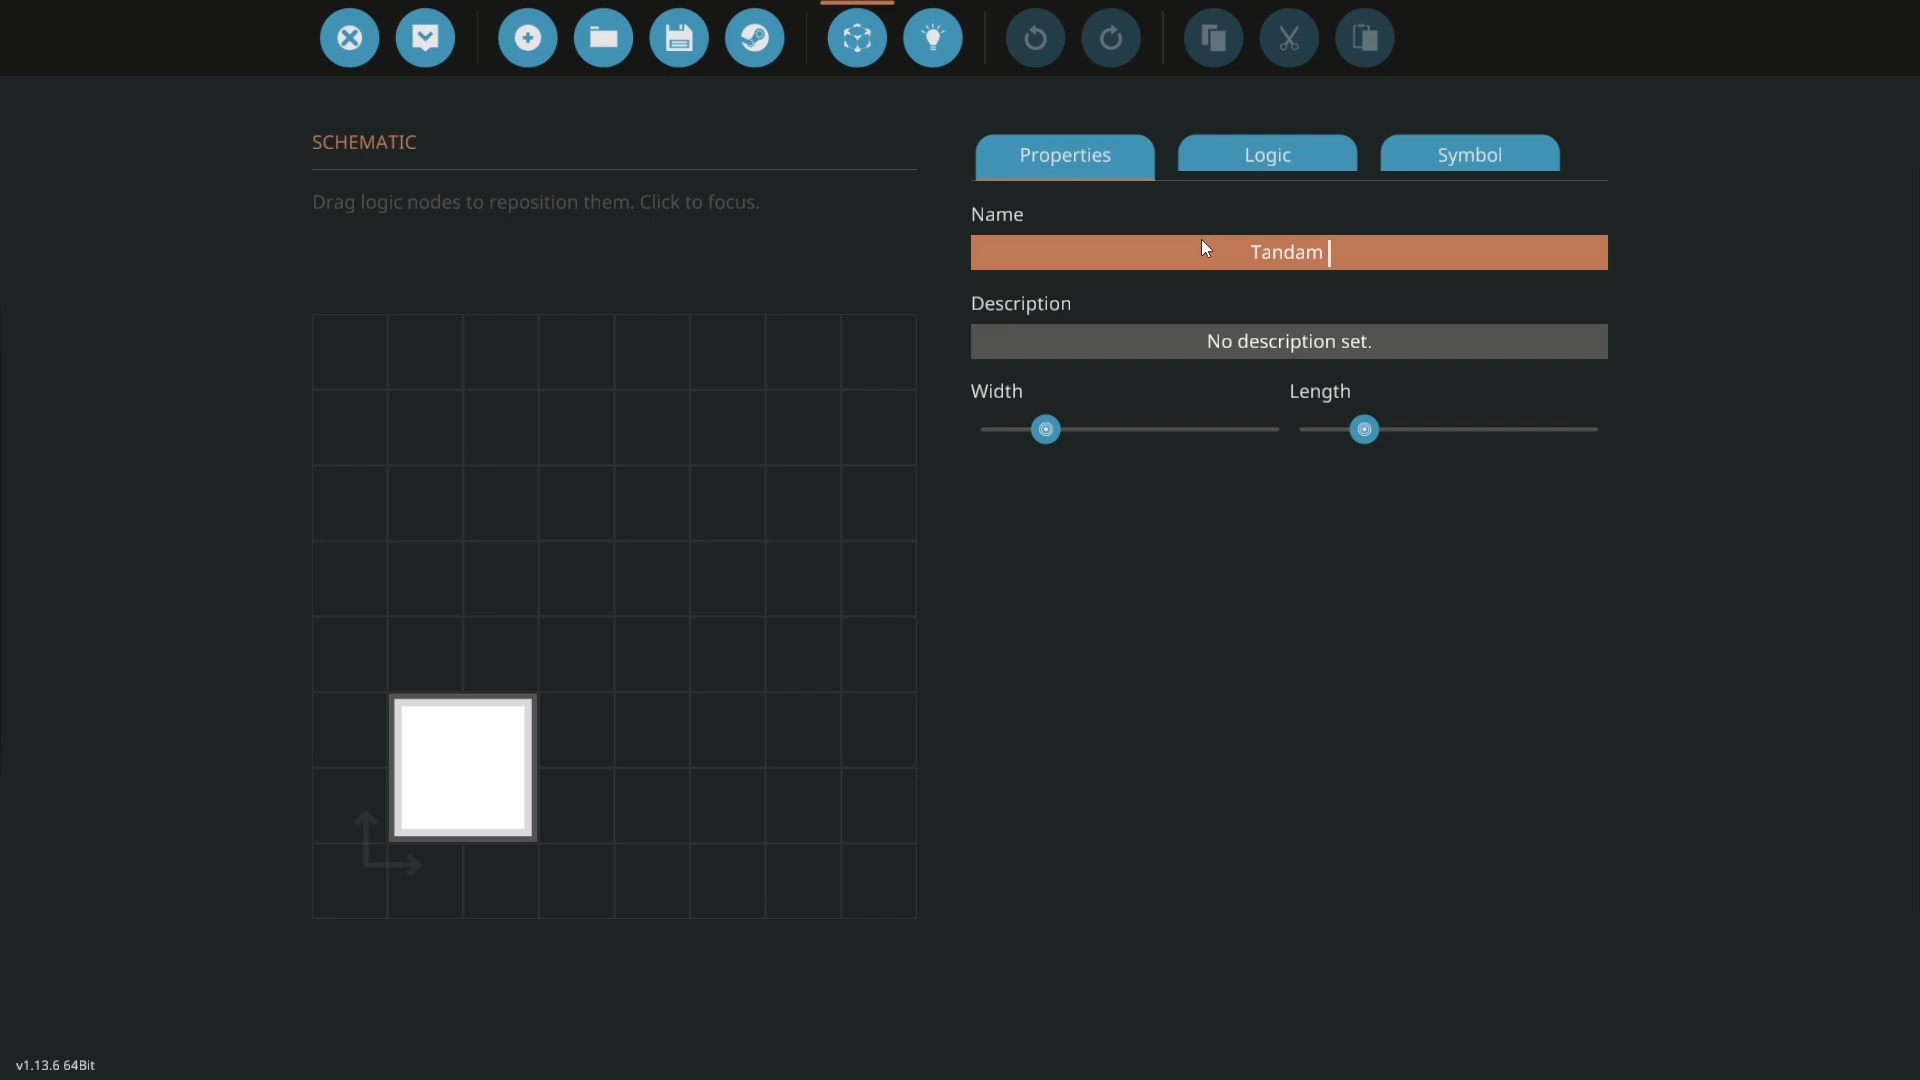 SCHEMATIC
Drag logic nodes to reposition them. Click to focus.
Properties
Logic
Symbol
Name
Tandam
Description
No description set.
Width
Length
v1.13.6 64Bit